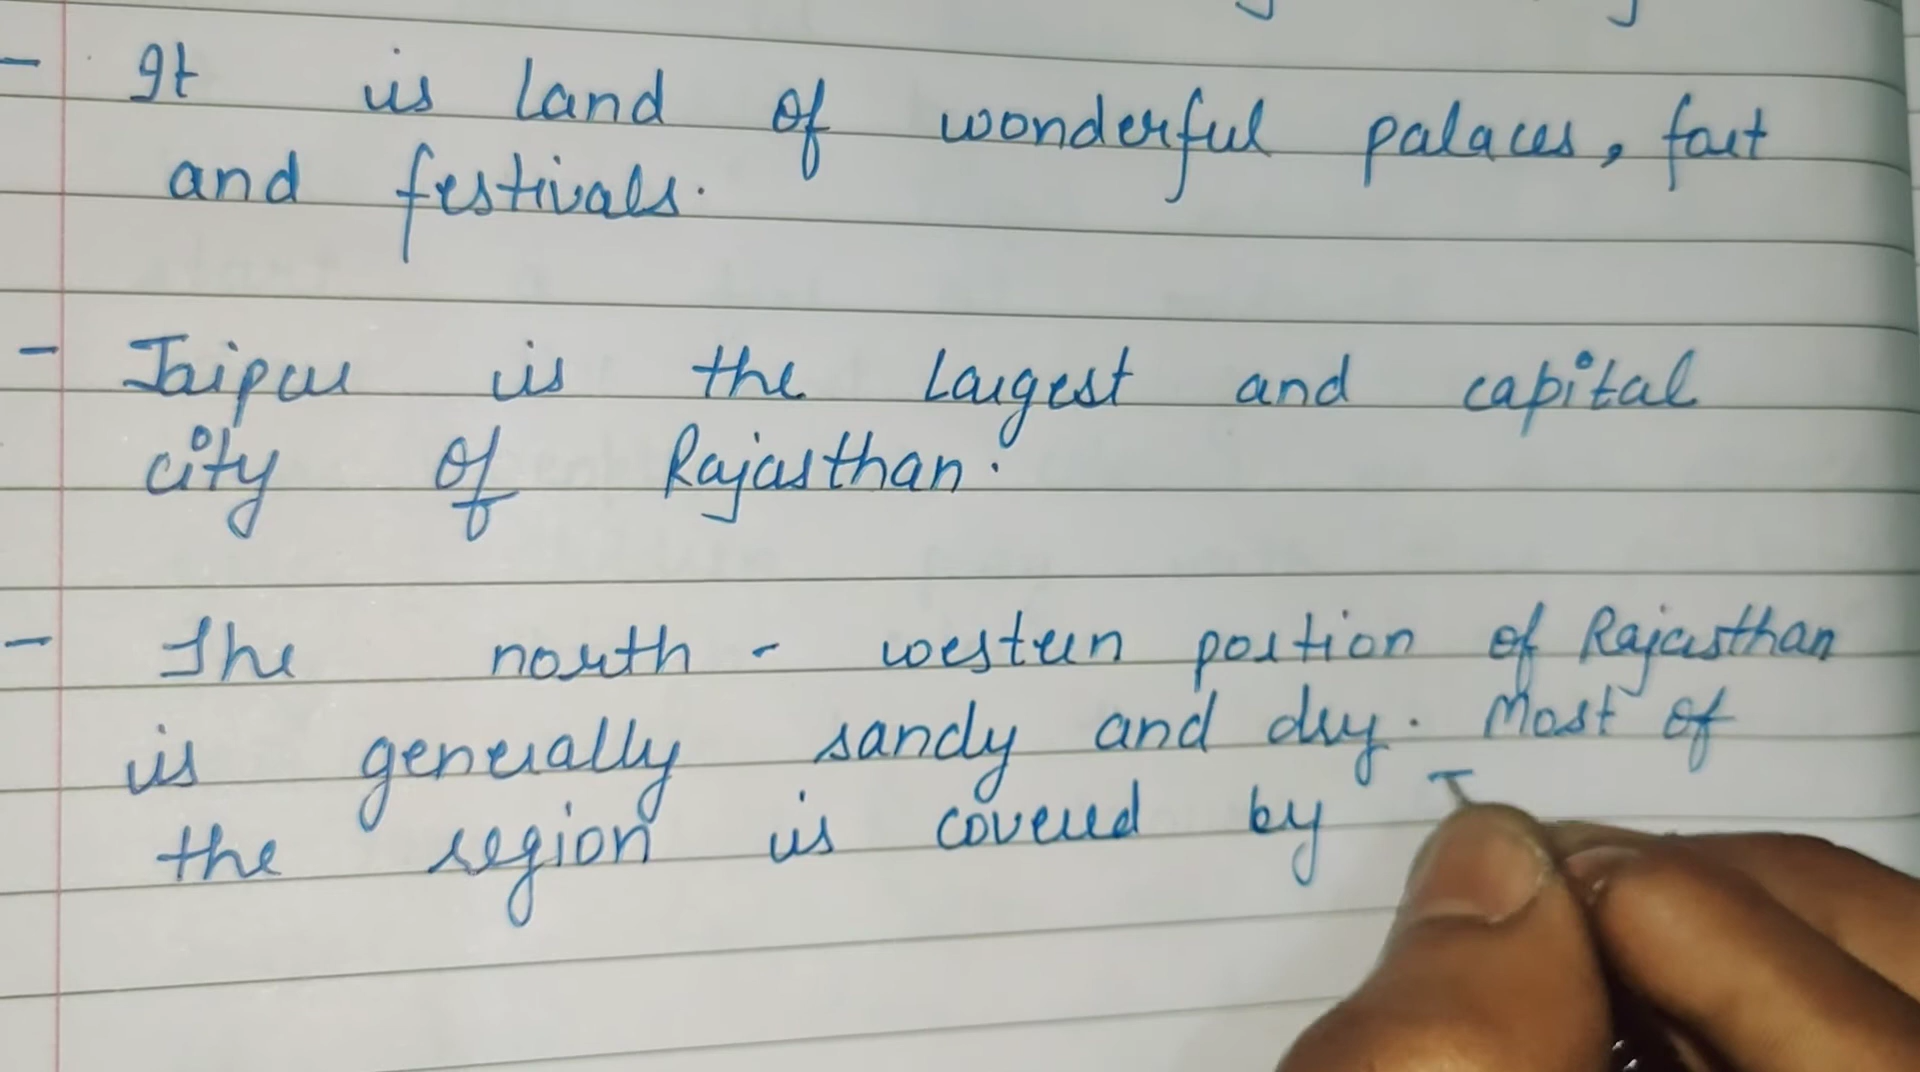 - It is land of wonderful palaces, fort
and festivals.
- Jaipur is the largest and capital
city of Rajasthan.
- The north - western portion of Rajasthan
is generally sandy and dry. Most of
the region is covered by T